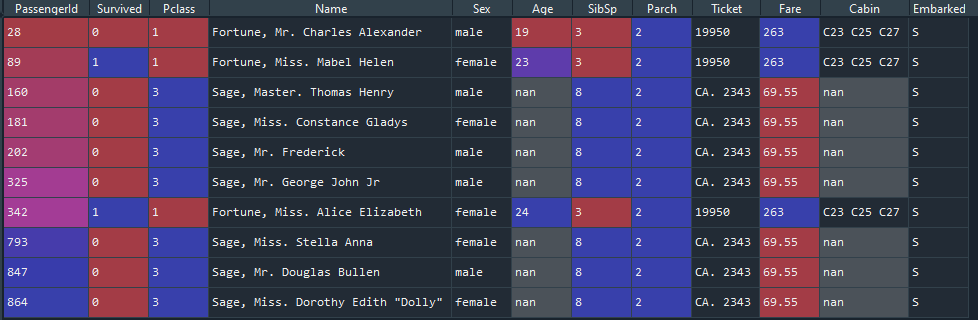 PassengerId Survived Pclass Name Sex Age SibSp Parch Ticket Fare Cabin Embarked
28 0 1 Fortune, Mr. Charles Alexander male 19 3 2 19950 263 C23 C25 C27 S
89 1 1 Fortune, Miss. Mabel Helen female 23 3 2 19950 263 C23 C25 C27 S
160 0 3 Sage, Master. Thomas Henry male nan 8 2 CA. 2343 69.55 nan S
181 0 3 Sage, Miss. Constance Gladys female nan 8 2 CA. 2343 69.55 nan S
202 0 3 Sage, Mr. Frederick male nan 8 2 CA. 2343 69.55 nan S
325 0 3 Sage, Mr. George John Jr male nan 8 2 CA. 2343 69.55 nan S
342 1 1 Fortune, Miss. Alice Elizabeth female 24 3 2 19950 263 C23 C25 C27 S
793 0 3 Sage, Miss. Stella Anna female nan 8 2 CA. 2343 69.55 nan S
847 0 3 Sage, Mr. Douglas Bullen male nan 8 2 CA. 2343 69.55 nan S
864 0 3 Sage, Miss. Dorothy Edith "Dolly" female nan 8 2 CA. 2343 69.55 nan S